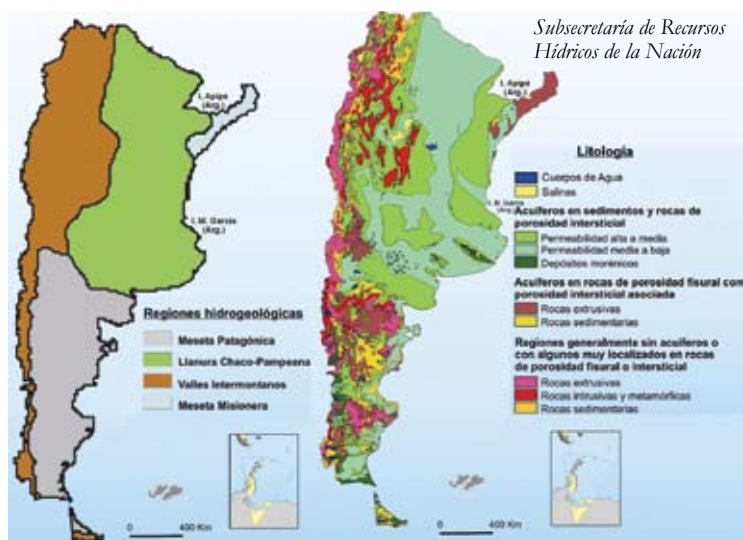 Subsecretaría de Recursos
Hídricos de la Nación
I. Apipé
(Arg.)
I. M. García
(Arg.)
Regiones hidrogeológicas
Meseta Patagónica
Llanura Chaco-Pampeana
Valles Intermontanos
Meseta Misionera
0 400 Km
I. Apipé
(Arg.)
I. M. García
(Arg.)
Litología
Cuerpos de Agua
Salinas
Acuíferos en sedimentos y rocas de
porosidad intersticial
Permeabilidad alta a media
Permeabilidad media a baja
Depósitos morénicos
Acuíferos en rocas de porosidad fisural con
porosidad intersticial asociada
Rocas extrusivas
Rocas sedimentarias
Regiones generalmente sin acuíferos o
con algunos muy localizados en rocas
de porosidad fisural o intersticial
Rocas extrusivas
Rocas intrusivas y metamórficas
Rocas sedimentarias
0 400 Km